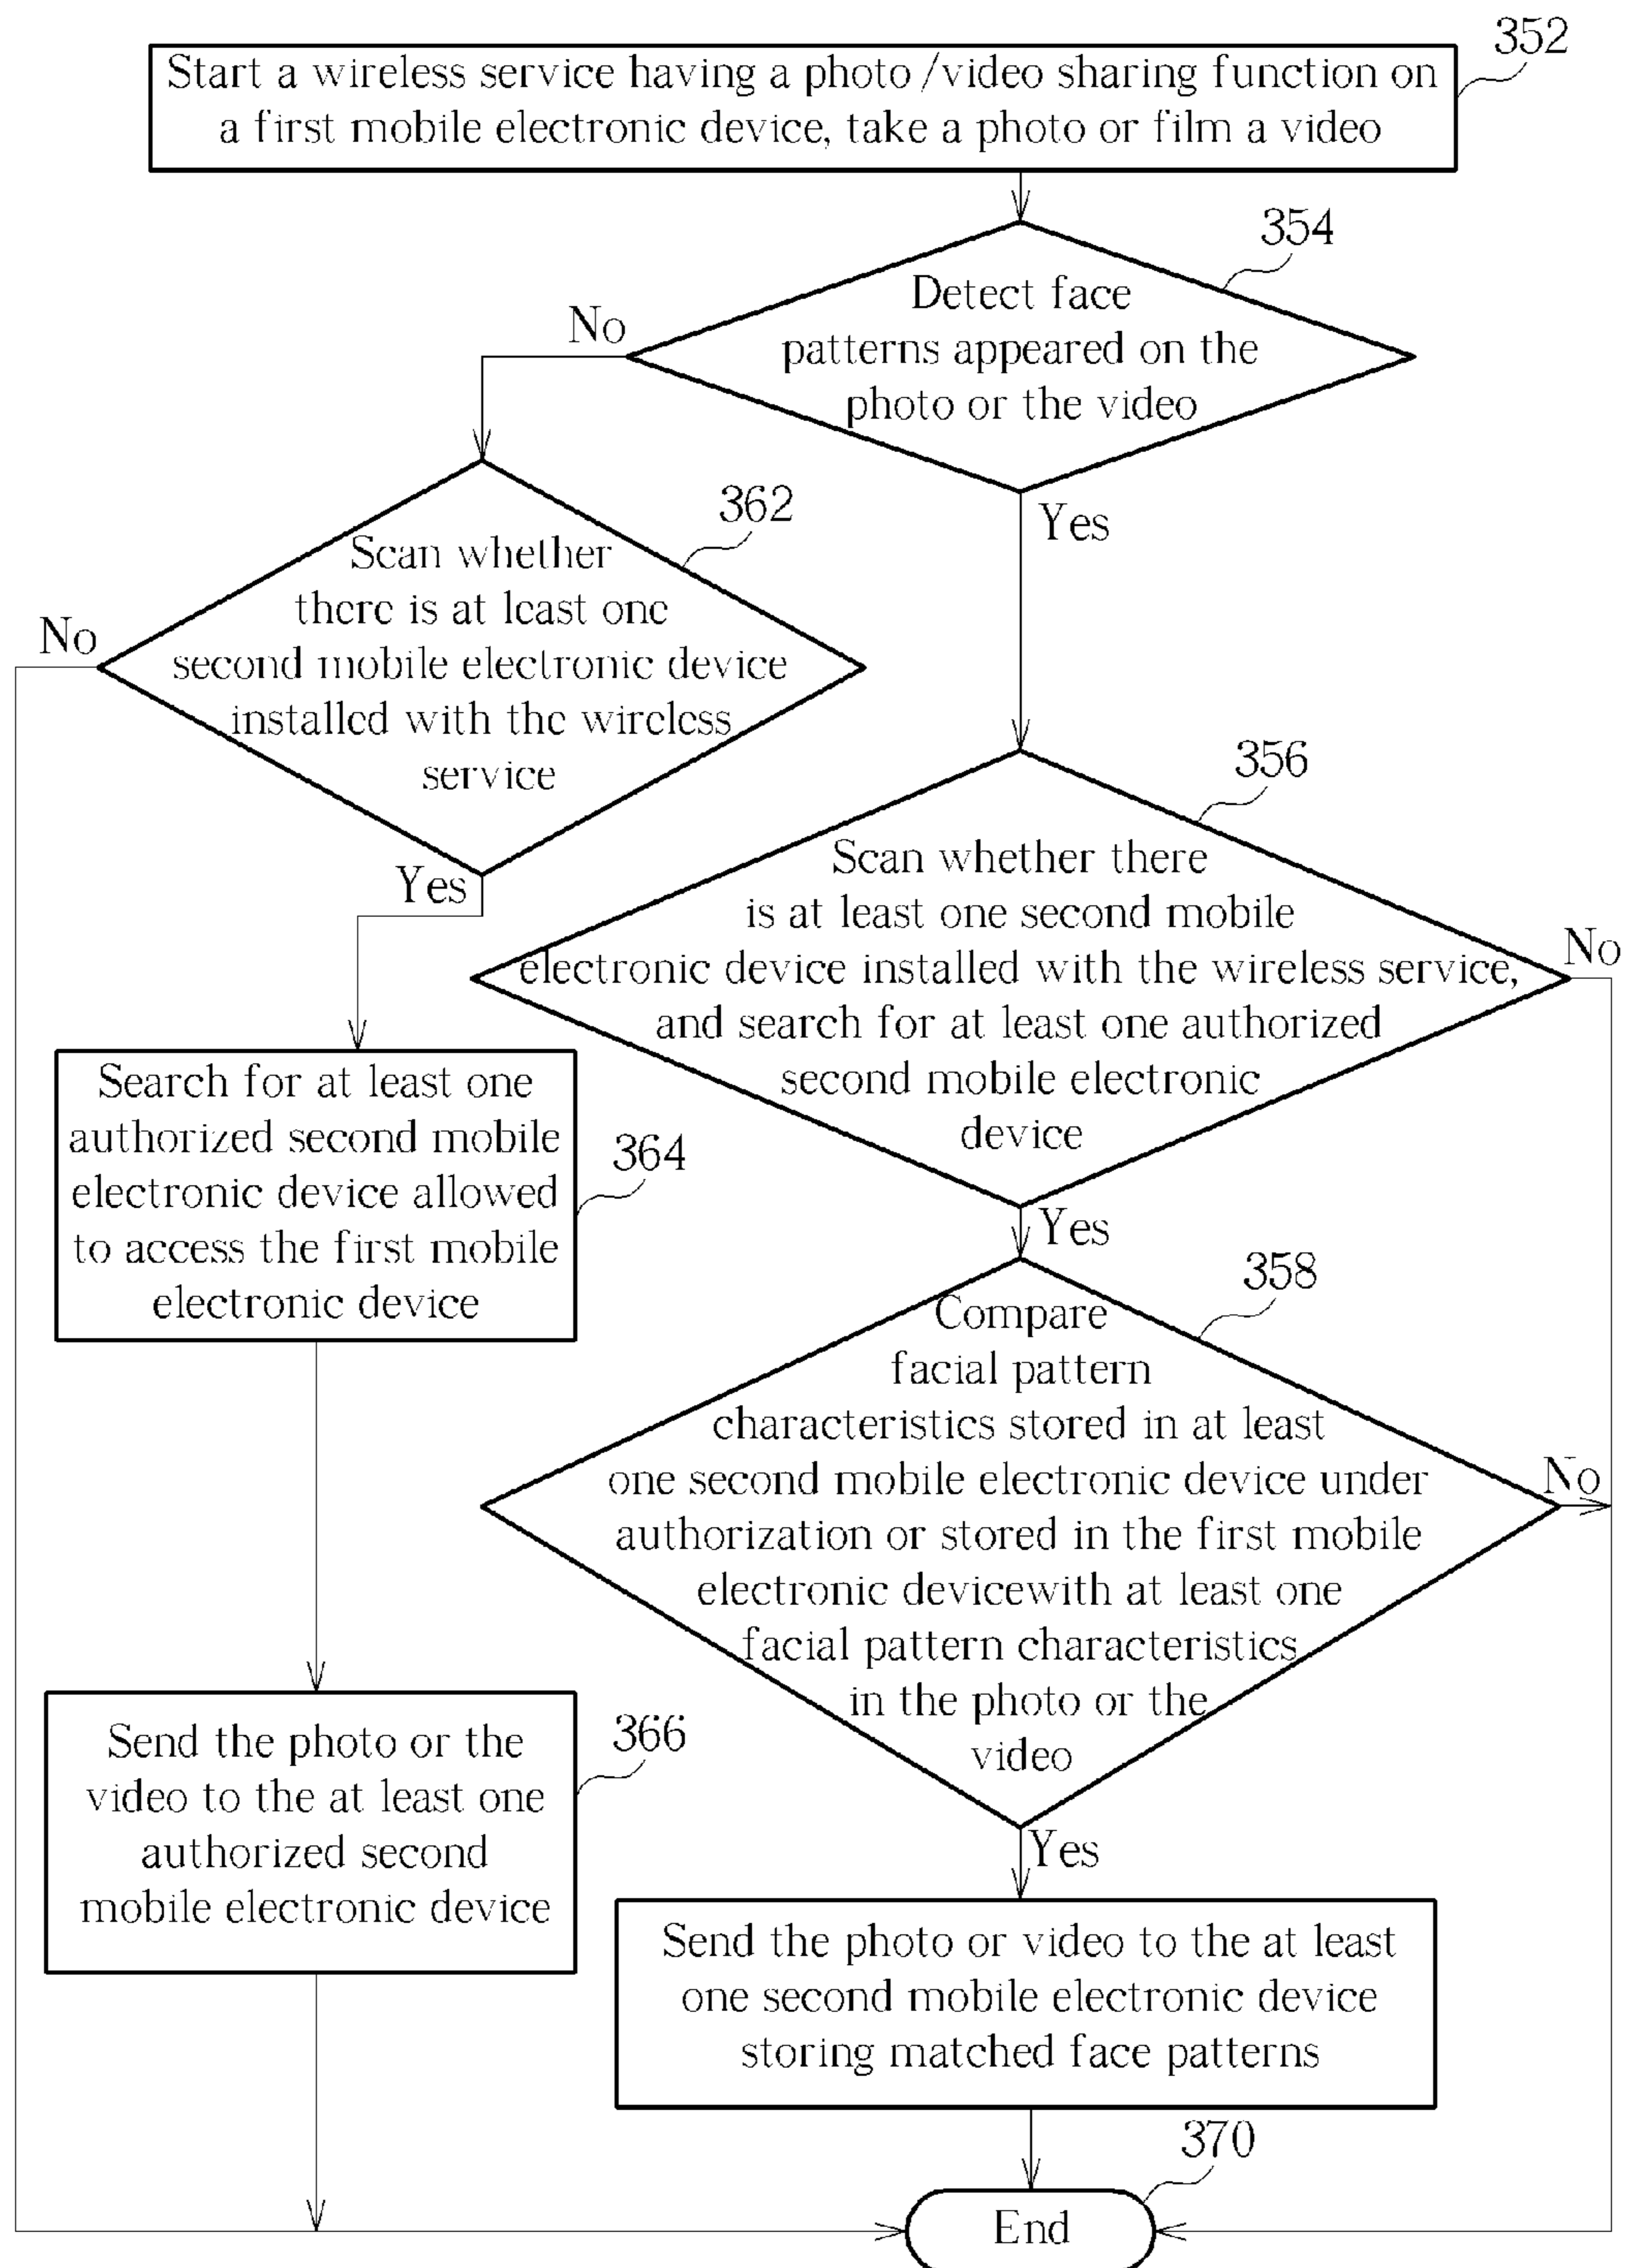 352
Start a wireless service having a photo/video sharing function on
a first mobile electronic device, take a photo or film a video
354
Detect face
patterns appeared on the
photo or the video
No
Yes
362
Scan whether
there is at least one
second mobile electronic device
installed with the wireless
service
No
Yes
356
Scan whether there
is at least one second mobile
electronic device installed with the wireless service,
and search for at least one authorized
second mobile electronic
device
No
Yes
364
Search for at least one
authorized second mobile
electronic device allowed
to access the first mobile
electronic device
358
Compare
facial pattern
characteristics stored in at least
one second mobile electronic device under
authorization or stored in the first mobile
electronic devicewith at least one
facial pattern characteristics
in the photo or the
video
No
Yes
366
Send the photo or the
video to the at least one
authorized second
mobile electronic device
Send the photo or video to the at least
one second mobile electronic device
storing matched face patterns
370
End